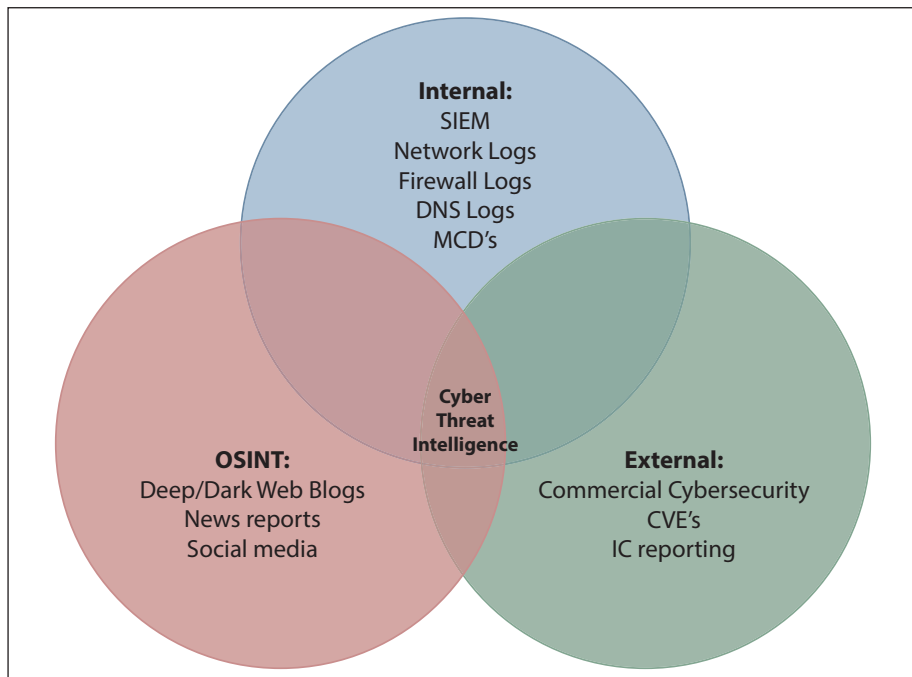 Internal:
SIEM
Network Logs
Firewall Logs
DNS Logs
MCD's
Cyber
Threat
Intelligence
OSINT:
Deep/Dark Web Blogs
News reports
Social media
External:
Commercial Cybersecurity
CVE's
IC reporting